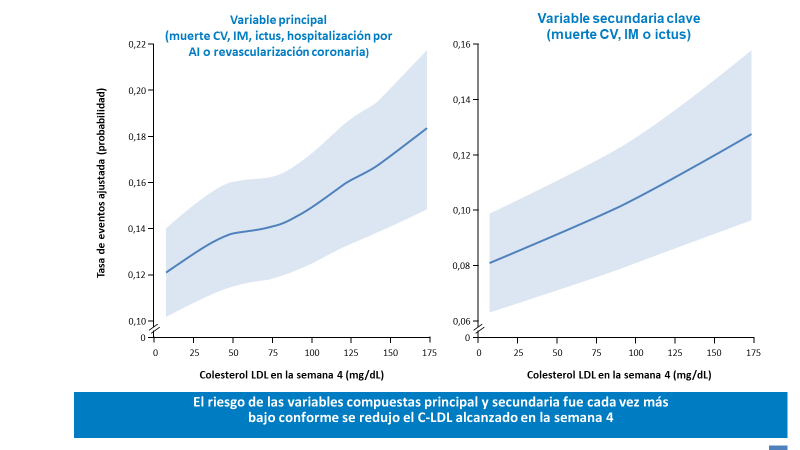 Variable principal
(muerte CV, IM, ictus, hospitalización por
AI o revascularización coronaria)
Tasa de eventos ajustada (probabilidad)
0,22
0,20
0,18
0,16
0,14
0,12
0,10
0
0 25 50 75 100 125 150 175
Colesterol LDL en la semana 4 (mg/dL)
Variable secundaria clave
(muerte CV, IM o ictus)
0,16
0,14
0,12
0,10
0,08
0,06
0
0 25 50 75 100 125 150 175
Colesterol LDL en la semana 4 (mg/dL)
El riesgo de las variables compuestas principal y secundaria fue cada vez más
bajo conforme se redujo el C-LDL alcanzado en la semana 4